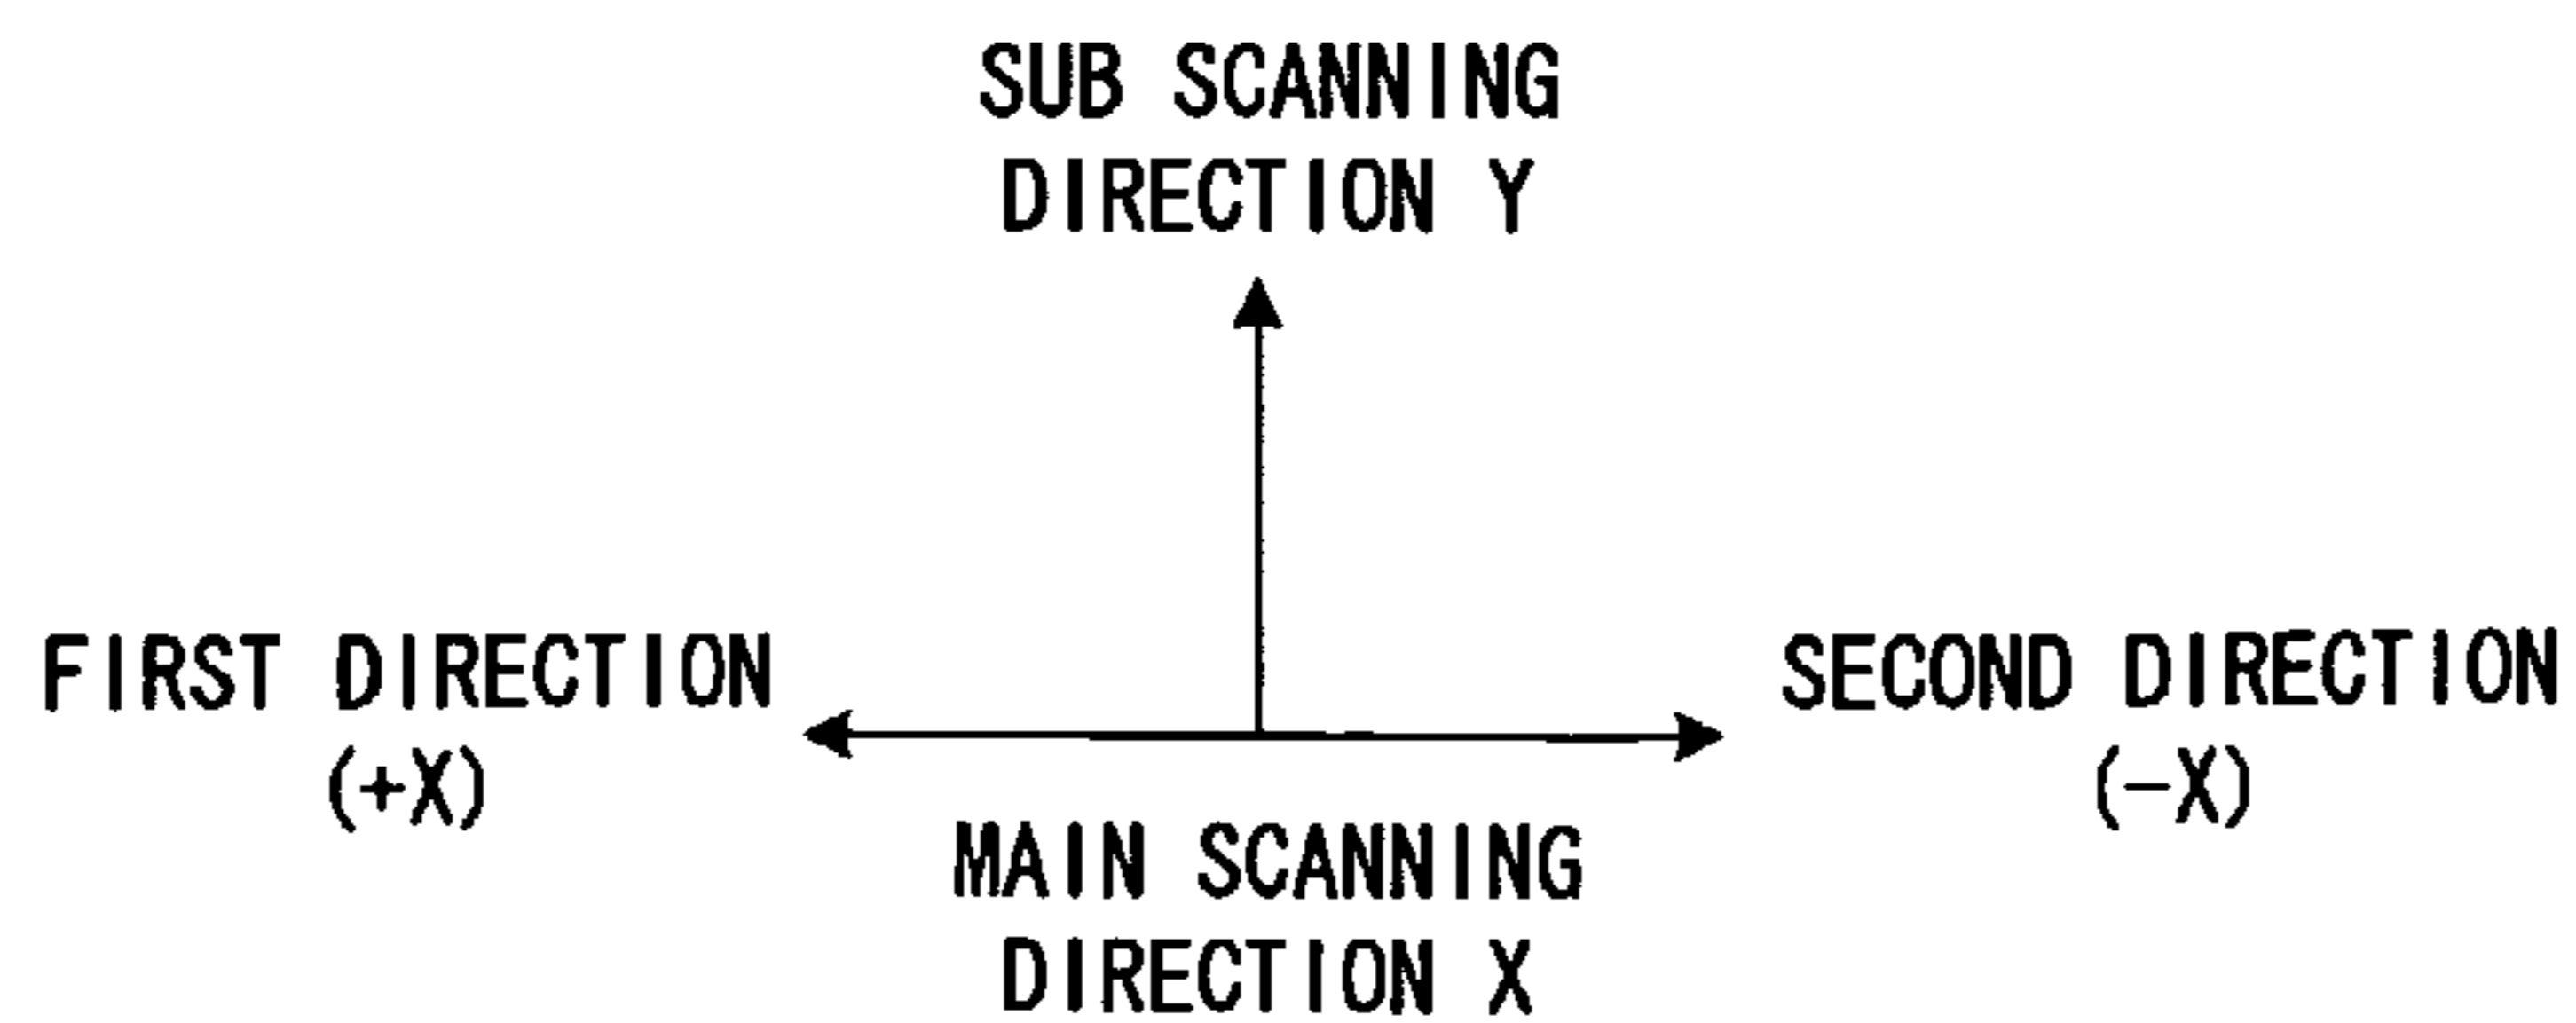 SUB SCANNING
DIRECTION Y
FIRST DIRECTION
(+X)
SECOND DIRECTION
(-X)
MAIN SCANNING
DIRECTION X